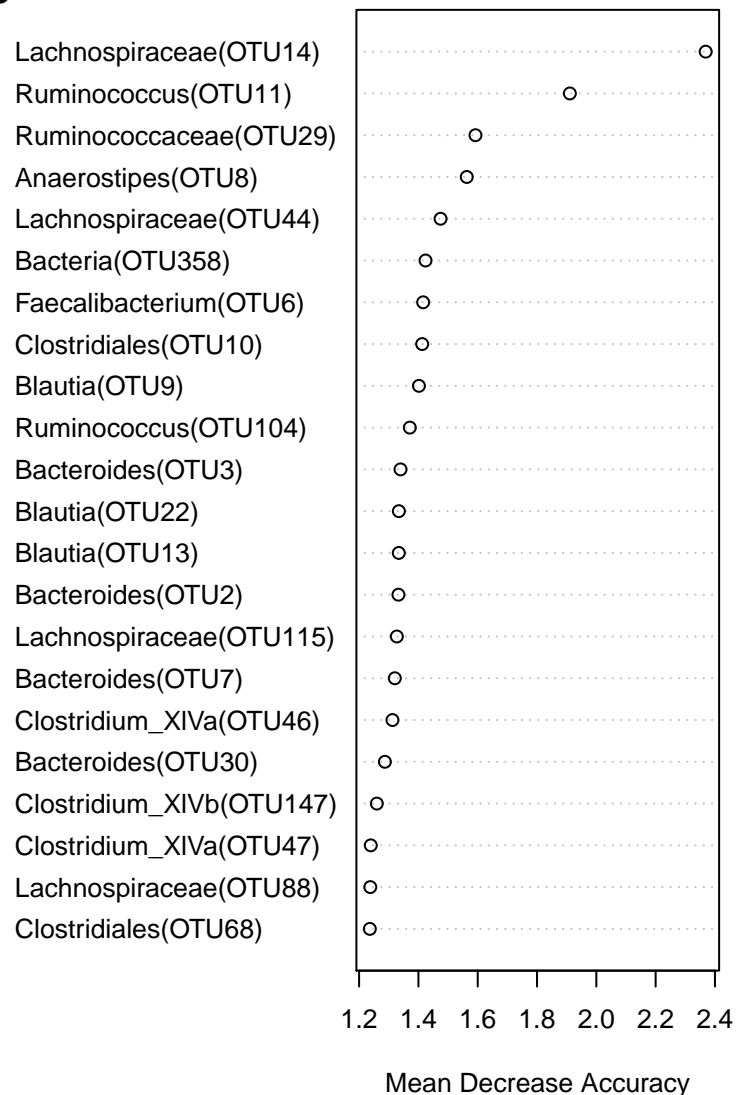 Lachnospiraceae(OTU14)
Ruminococcus(OTU11)
Ruminococcaceae(OTU29)
Anaerostipes(OTU8)
Lachnospiraceae(OTU44)
Bacteria(OTU358)
Faecalibacterium(OTU6)
Clostridiales(OTU10)
Blautia(OTU9)
Ruminococcus(OTU104)
Bacteroides(OTU3)
Blautia(OTU22)
Blautia(OTU13)
Bacteroides(OTU2)
Lachnospiraceae(OTU115)
Bacteroides(OTU7)
Clostridium_XlVa(OTU46)
Bacteroides(OTU30)
Clostridium_XlVb(OTU147)
Clostridium_XlVa(OTU47)
Lachnospiraceae(OTU88)
Clostridiales(OTU68)
1.2 1.4 1.6 1.8 2.0 2.2 2.4
Mean Decrease Accuracy